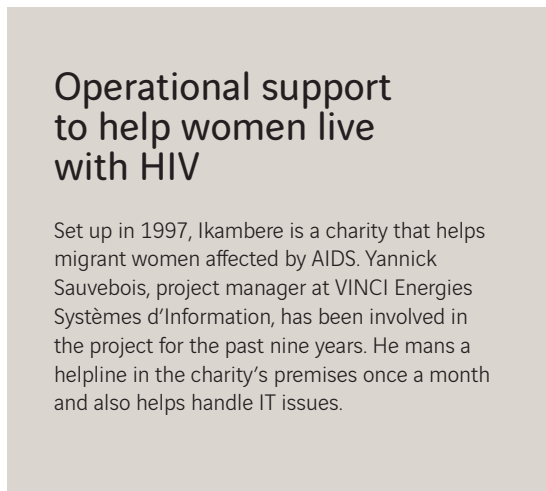 Operational support
to help women live
with HIV
Set up in 1997, Ikambere is a charity that helps
migrant women affected by AIDS. Yannick
Sauvebois, project manager at VINCI Energies
Systèmes d’Information, has been involved in
the project for the past nine years. He mans a
helpline in the charity’s premises once a month
and also helps handle IT issues.